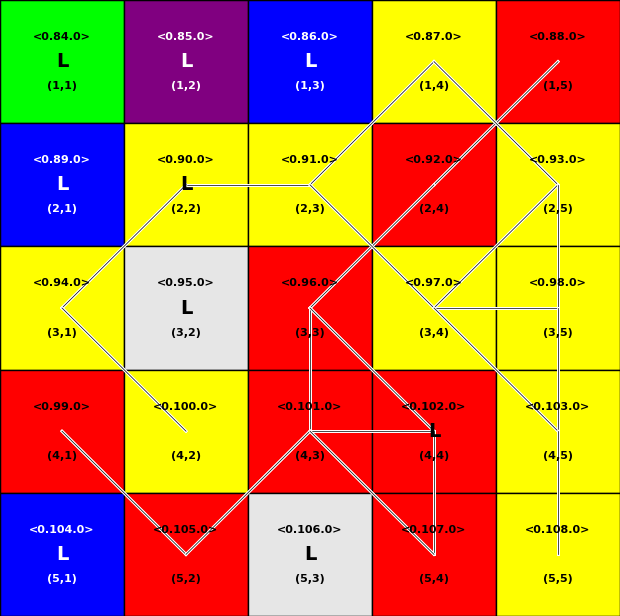 <0.84.0> <0.85.0> <0.86.0> <0.87.0> <0.88.0>
L L L
(1,1) (1,2) (1,3) (1,4) (1,5)
<0.89.0> <0.90.0> <0.91.0> <0.92.0> <0.93.0>
L L
(2,1) (2,2) (2,3) (2,4) (2,5)
<0.94.0> <0.95.0> <0.96.0> <0.97.0> <0.98.0>
L
(3,1) (3,2) (3,3) (3,4) (3,5)
<0.99.0> <0.100.0> <0.101.0> <0.102.0> <0.103.0>
L
(4,1) (4,2) (4,3) (4,4) (4,5)
<0.104.0> <0.105.0> <0.106.0> <0.107.0> <0.108.0>
L L
(5,1) (5,2) (5,3) (5,4) (5,5)